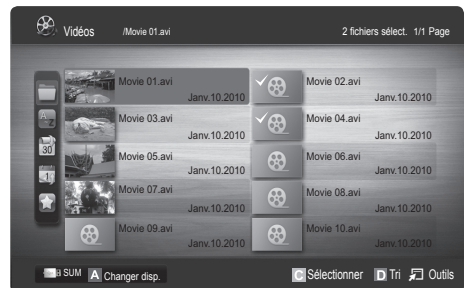 Vidéos /Movie 01.avi 2 fichiers sélect. 1/1 Page
Movie 01.avi Movie 02.avi
Janv.10.2010 Janv.10.2010
Movie 03.avi Movie 04.avi
Janv.10.2010 Janv.10.2010
Movie 05.avi Movie 06.avi
Janv.10.2010 Janv.10.2010
Movie 07.avi Movie 08.avi
Janv.10.2010 Janv.10.2010
Movie 09.avi Movie 10.avi
Janv.10.2010 Janv.10.2010
A Z
30
SUM A Changer disp. C Sélectionner D Tri Outils